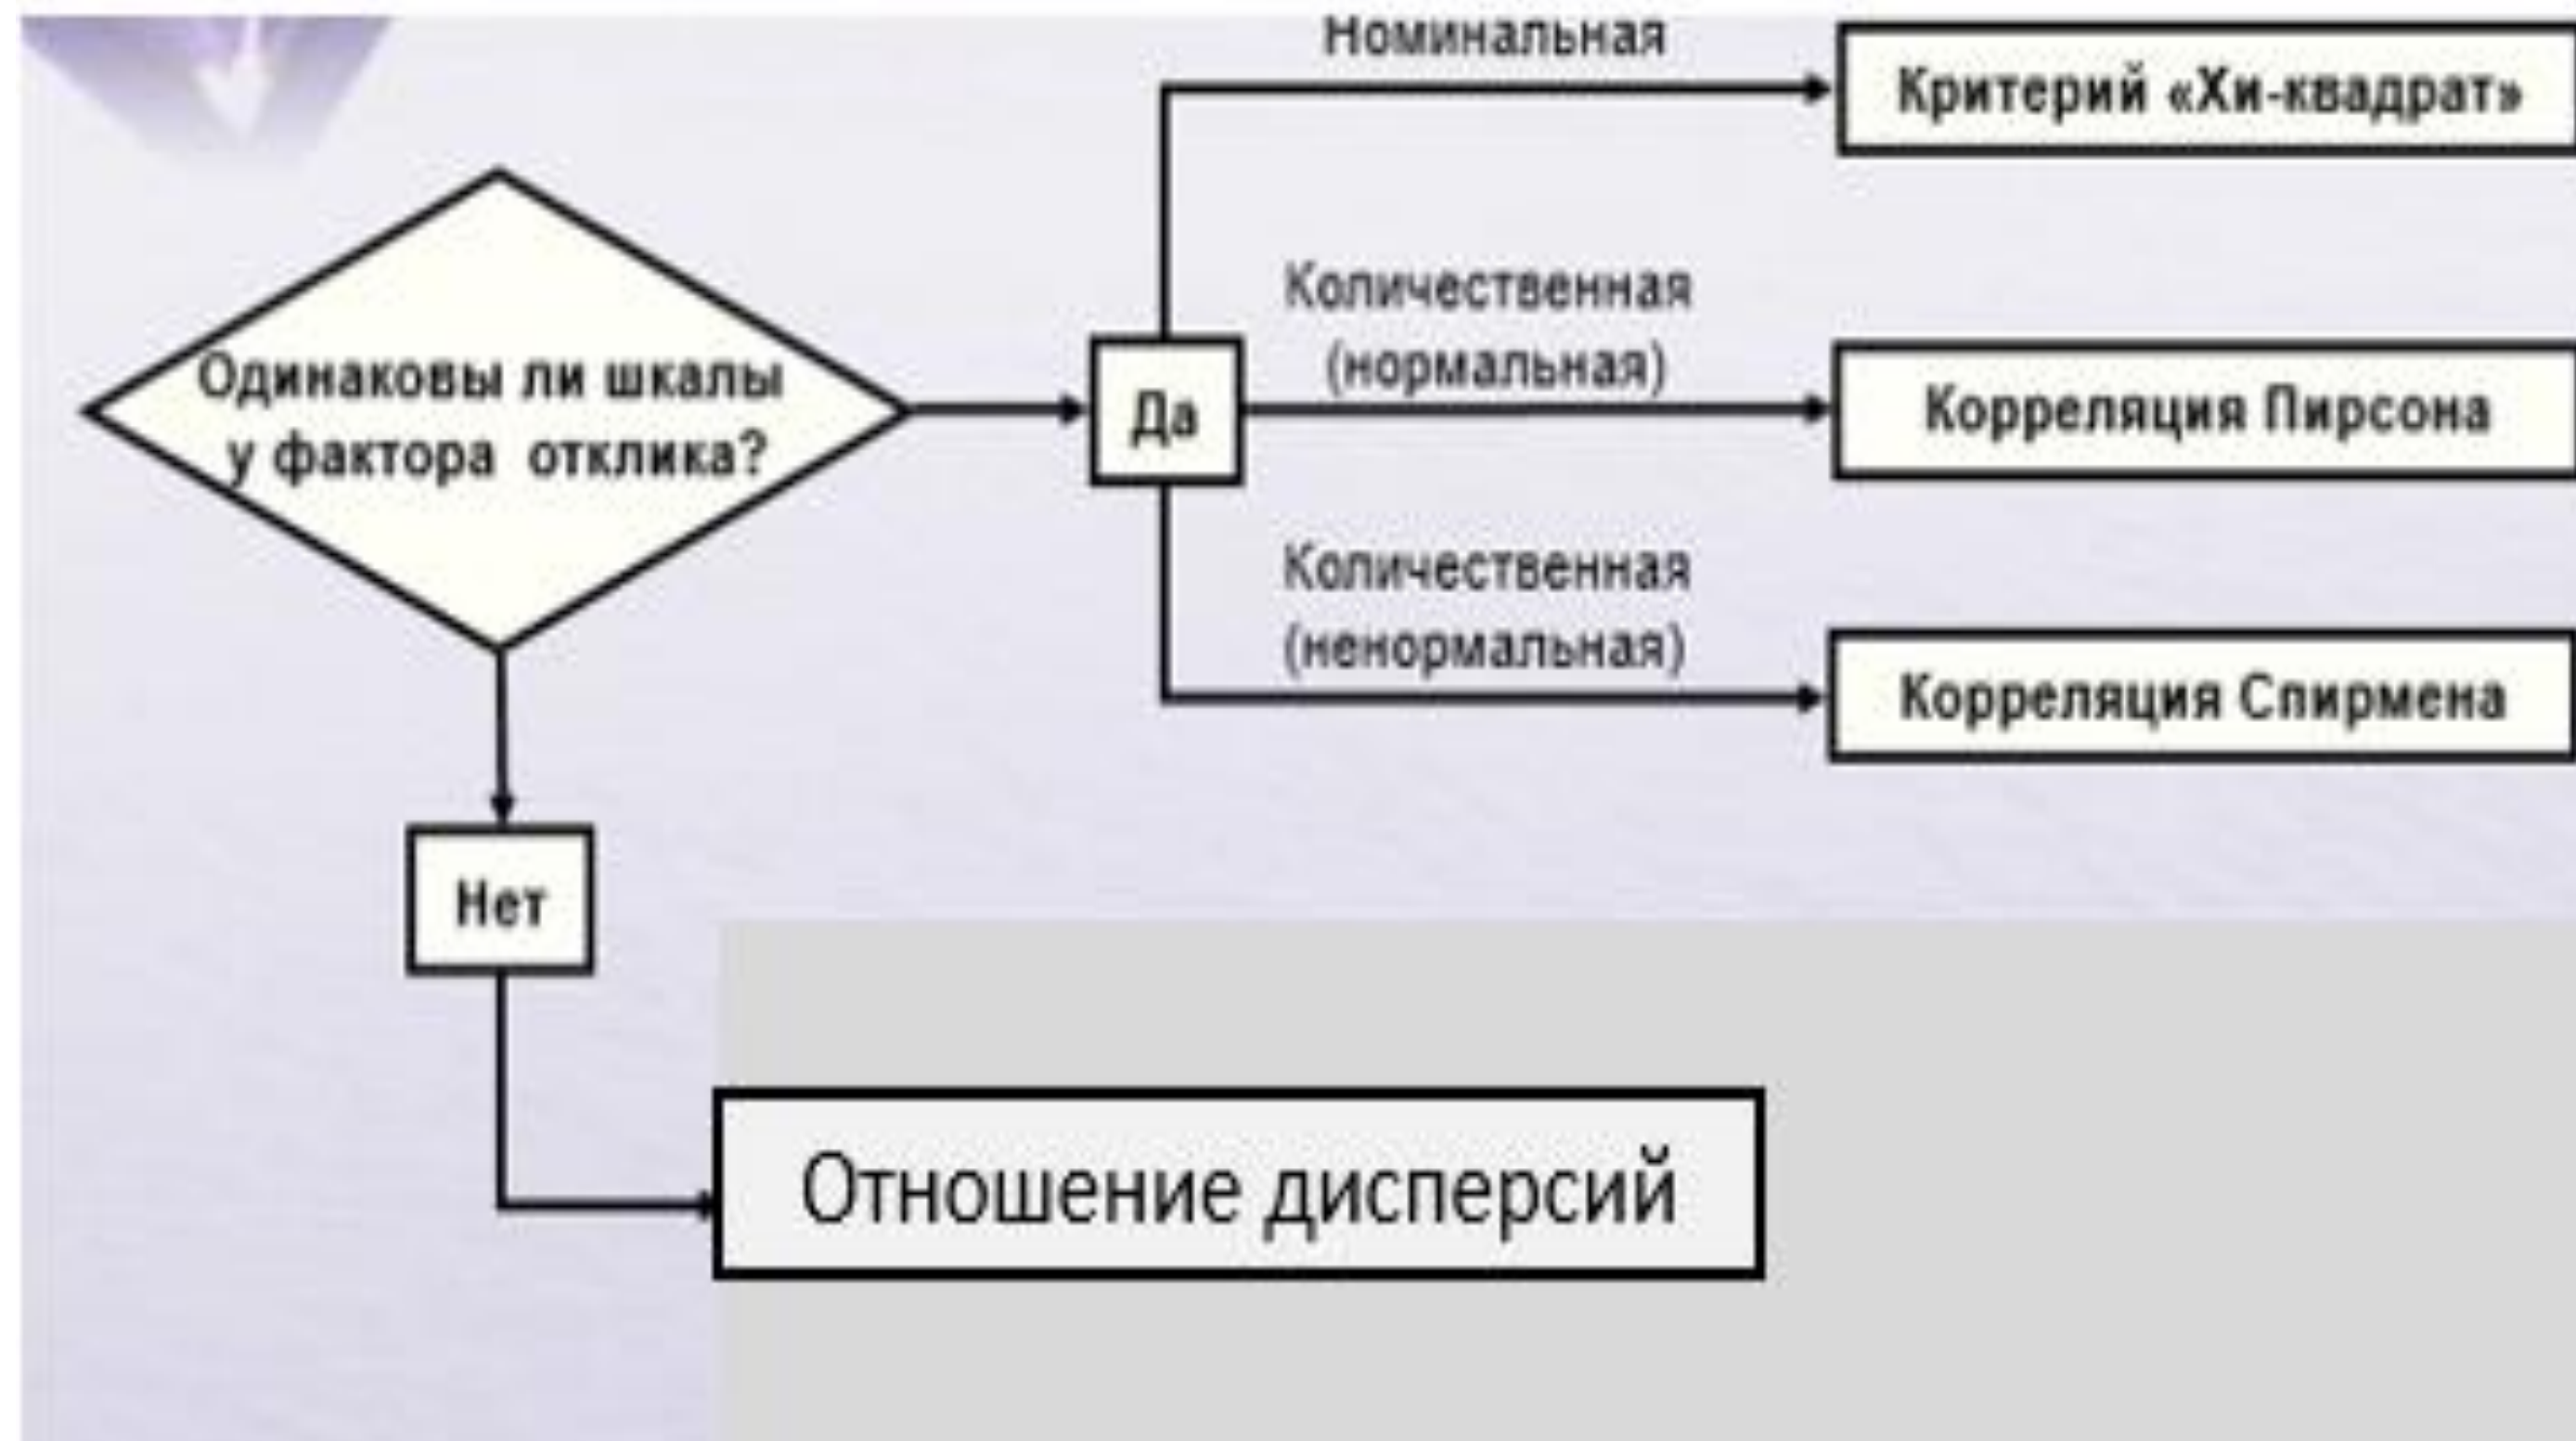 Номинальная
Критерий «Хи-квадрат»
Количественная
(нормальная)
Одинаковы ли шкалы
у фактора отклика?
Да
Корреляция Пирсона
Количественная
(ненормальная)
Корреляция Спирмена
Нет
Отношение дисперсий